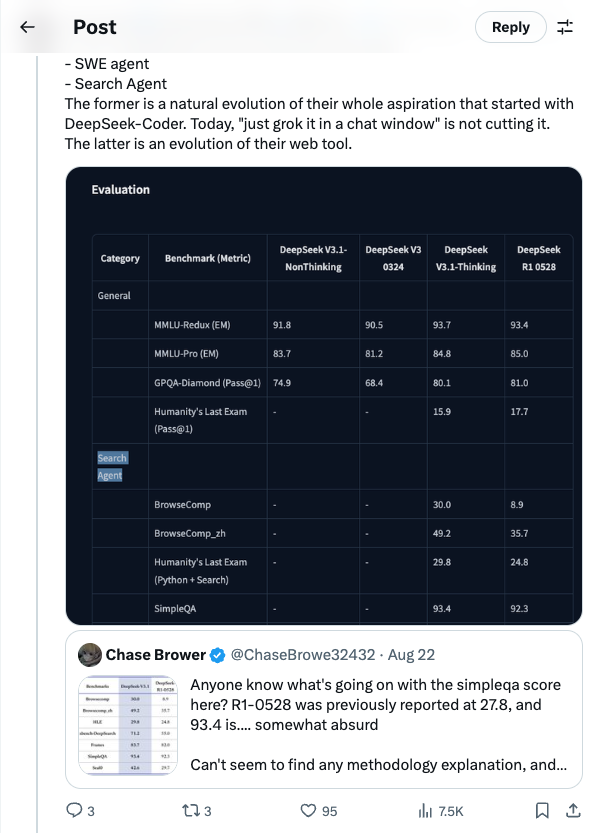 Post
Reply
- SWE agent
- Search Agent
The former is a natural evolution of their whole aspiration that started with
DeepSeek-Coder. Today, "just grok it in a chat window" is not cutting it.
The latter is an evolution of their web tool.
Evaluation
Category Benchmark (Metric) DeepSeek V3.1-NonThinking DeepSeek V3 0324 DeepSeek V3.1-Thinking DeepSeek R1 0528
General
MMLU-Redux (EM) 91.8 90.5 93.7 93.4
MMLU-Pro (EM) 83.7 81.2 84.8 85.0
GPQA-Diamond (Pass@1) 74.9 68.4 80.1 81.0
Humanity's Last Exam (Pass@1) - - 15.9 17.7
Search Agent
BrowseComp - - 30.0 8.9
BrowseComp_zh - - 49.2 35.7
Humanity's Last Exam (Python + Search) - - 29.8 24.8
SimpleQA - - 93.4 92.3
Chase Brower @ChaseBrowe32432 · Aug 22
Benchmarks DeepSeek-V3.1 DeepSeek-R1-0528
Browsecomp 30.0 8.9
Browsecomp_zh 49.2 35.7
HLE 29.8 24.8
Frames 83.7 82.0
SimpleQA 93.4 92.3
Seal0 42.6 29.7
Anyone know what's going on with the simpleqa score
here? R1-0528 was previously reported at 27.8, and
93.4 is.... somewhat absurd
Can't seem to find any methodology explanation, and...
3 3 95 7.5K